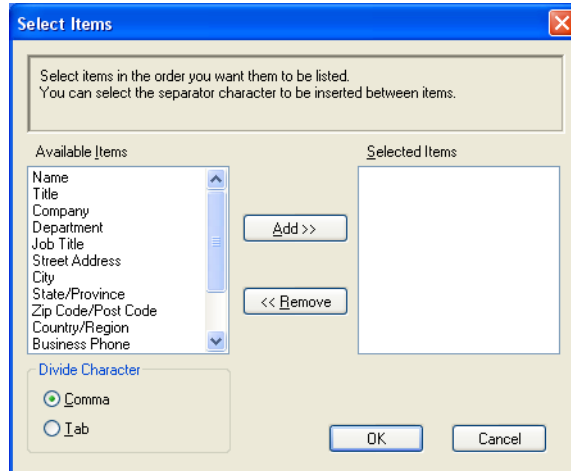 Select Items
Select items in the order you want them to be listed.
You can select the separator character to be inserted between items.
Available Items
Selected Items
Name
Title
Company
Department
Job Title
Street Address
City
State/Province
Zip Code/Post Code
Country/Region
Business Phone
Add >>
<< Remove
Divide Character
Comma
Tab
OK
Cancel